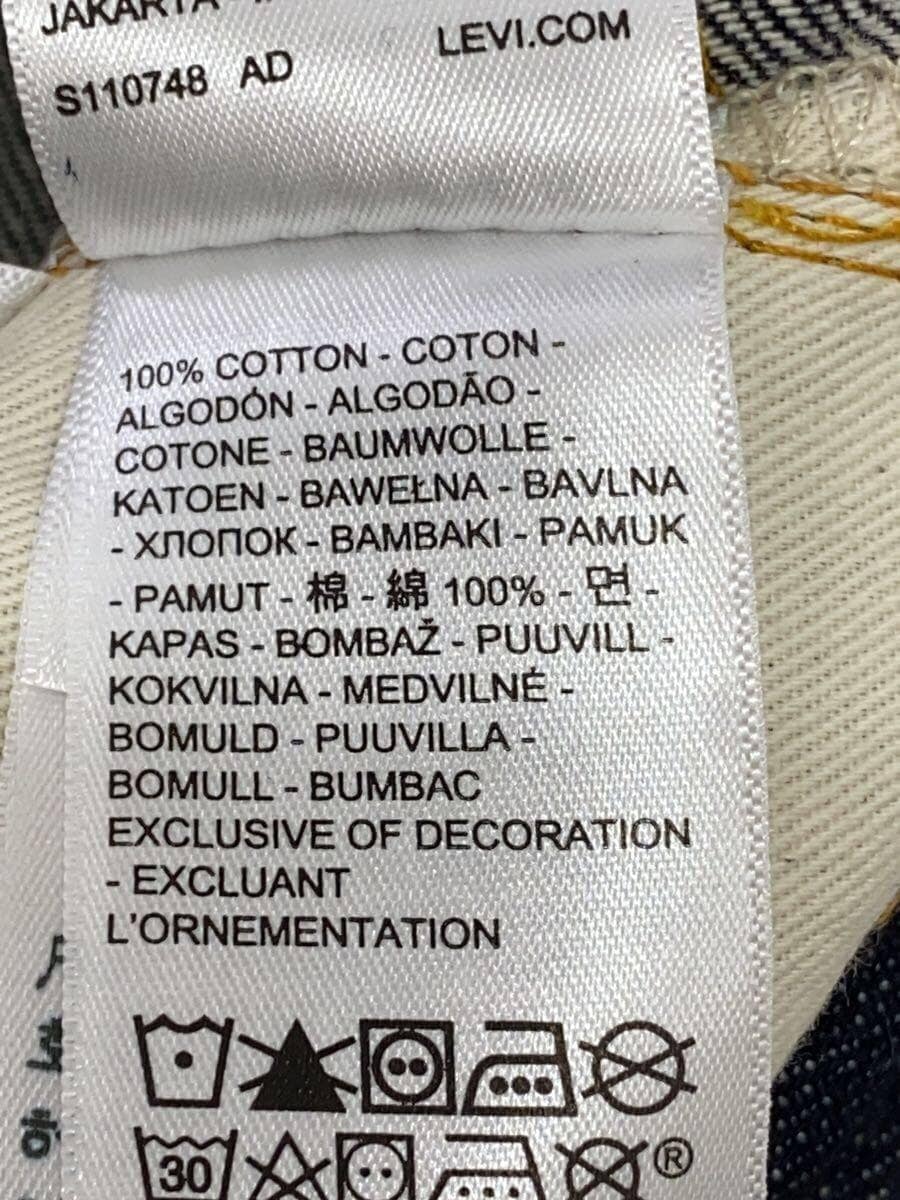 JAKARTA
LEVI.COM
S110748 AD
100% COTTON - COTON -
ALGODÓN - ALGODÃO -
COTONE - BAUMWOLLE -
KATOEN - BAWEŁNA - BAVLNA
- ХЛОПОК - BAMBAKI - PAMUK
- PAMUT - 棉 - 綿 100% - 면 -
KAPAS - BOMBAŽ - PUUVILL -
KOKVILNA - MEDVILNĖ -
BOMULD - PUUVILLA -
BOMULL - BUMBAC
EXCLUSIVE OF DECORATION
- EXCLUANT
L'ORNEMENTATION
30
®